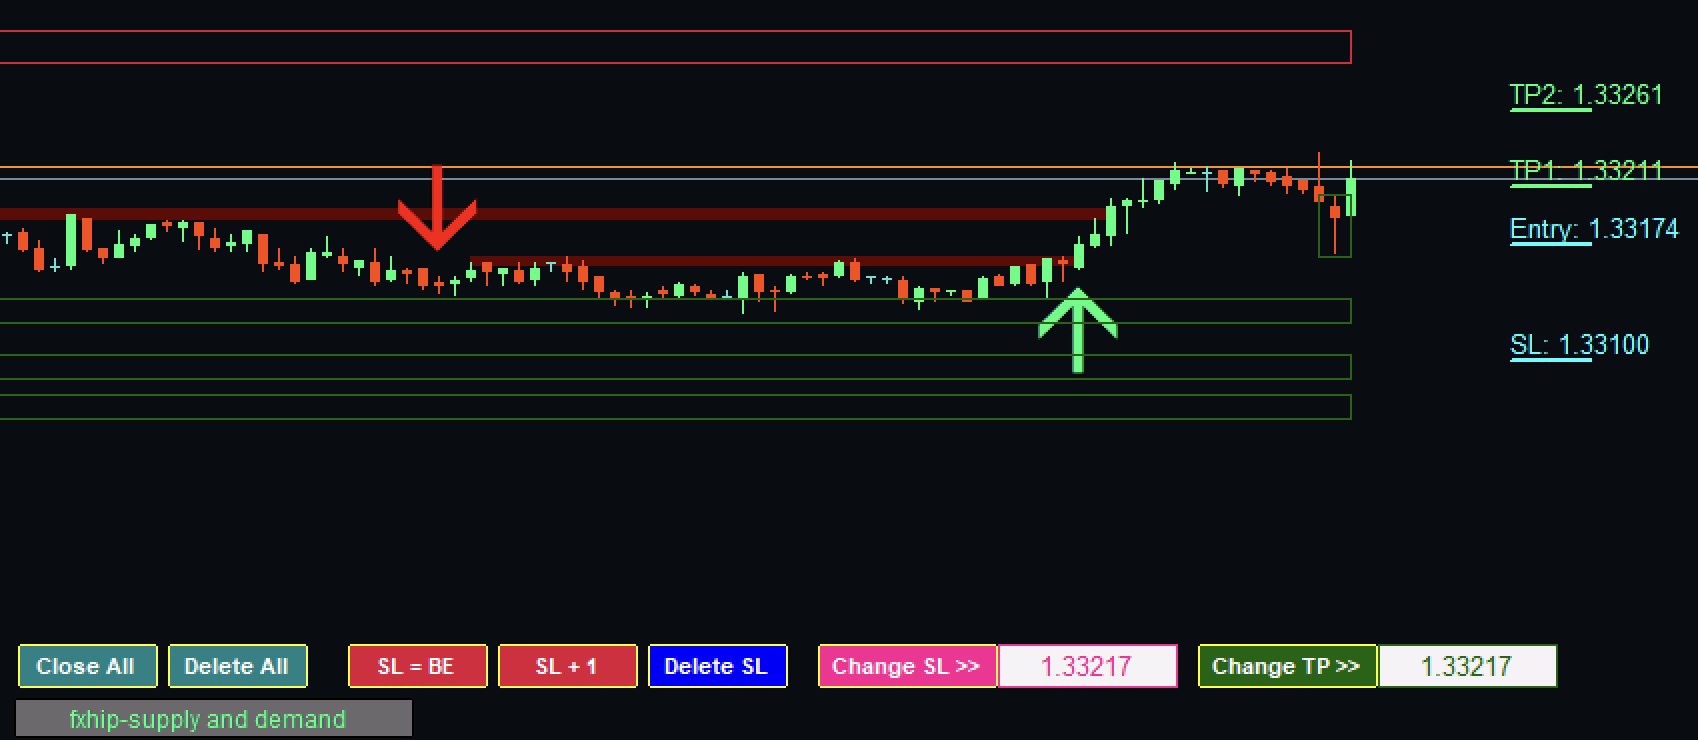 TP2: 1.33261
TP1: 1.33211
Entry: 1.33174
SL: 1.33100
Close All
Delete All
SL = BE
SL + 1
Delete SL
Change SL >>
1.33217
Change TP >>
1.33217
fxhip-supply and demand